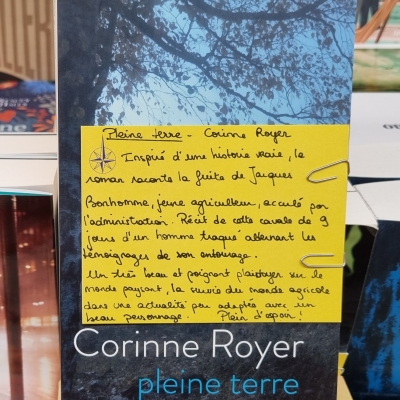 Pleine terre - Corinne Royer
Inspiré d'une histoire vraie, le
roman raconte la fuite de Jacques
Bonhomme, jeune agriculteur, acculé par
l'administration. Récit de cette cavale de 9
jours d'un homme traqué alternant les
témoignages de son entourage.
Un très beau et poignant plaidoyer sur le
monde paysan, la survie du monde agricole
dans une actualité peu adaptée avec un
beau personnage. Plein d'espoir !
Corinne Royer
pleine terre